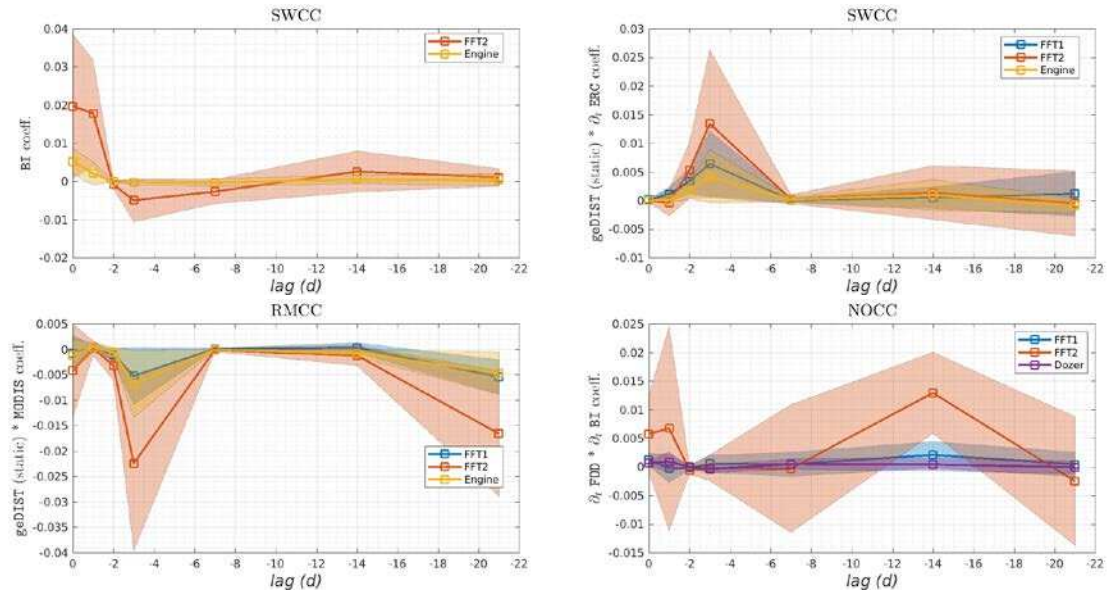 SWCC
0.04
0.03
0.02
0.01
0
-0.01
-0.02
BI coeff.
FFT2
Engine
0 -2 -4 -6 -8 -10 -12 -14 -16 -18 -20 -22
lag (d)
SWCC
0.03
0.025
0.02
0.015
0.01
0.005
0
-0.005
-0.01
geDIST (static) * ∂t ERC coeff.
FFT1
FFT2
Engine
0 -2 -4 -6 -8 -10 -12 -14 -16 -18 -20 -22
lag (d)
RMCC
0.005
0
-0.005
-0.01
-0.015
-0.02
-0.025
-0.03
-0.035
-0.04
geDIST (static) * MODIS coeff.
FFT1
FFT2
Engine
0 -2 -4 -6 -8 -10 -12 -14 -16 -18 -20 -22
lag (d)
NOCC
0.025
0.02
0.015
0.01
0.005
0
-0.005
-0.01
-0.015
∂t FOD * ∂t BI coeff.
FFT1
FFT2
Dozer
0 -2 -4 -6 -8 -10 -12 -14 -16 -18 -20 -22
lag (d)